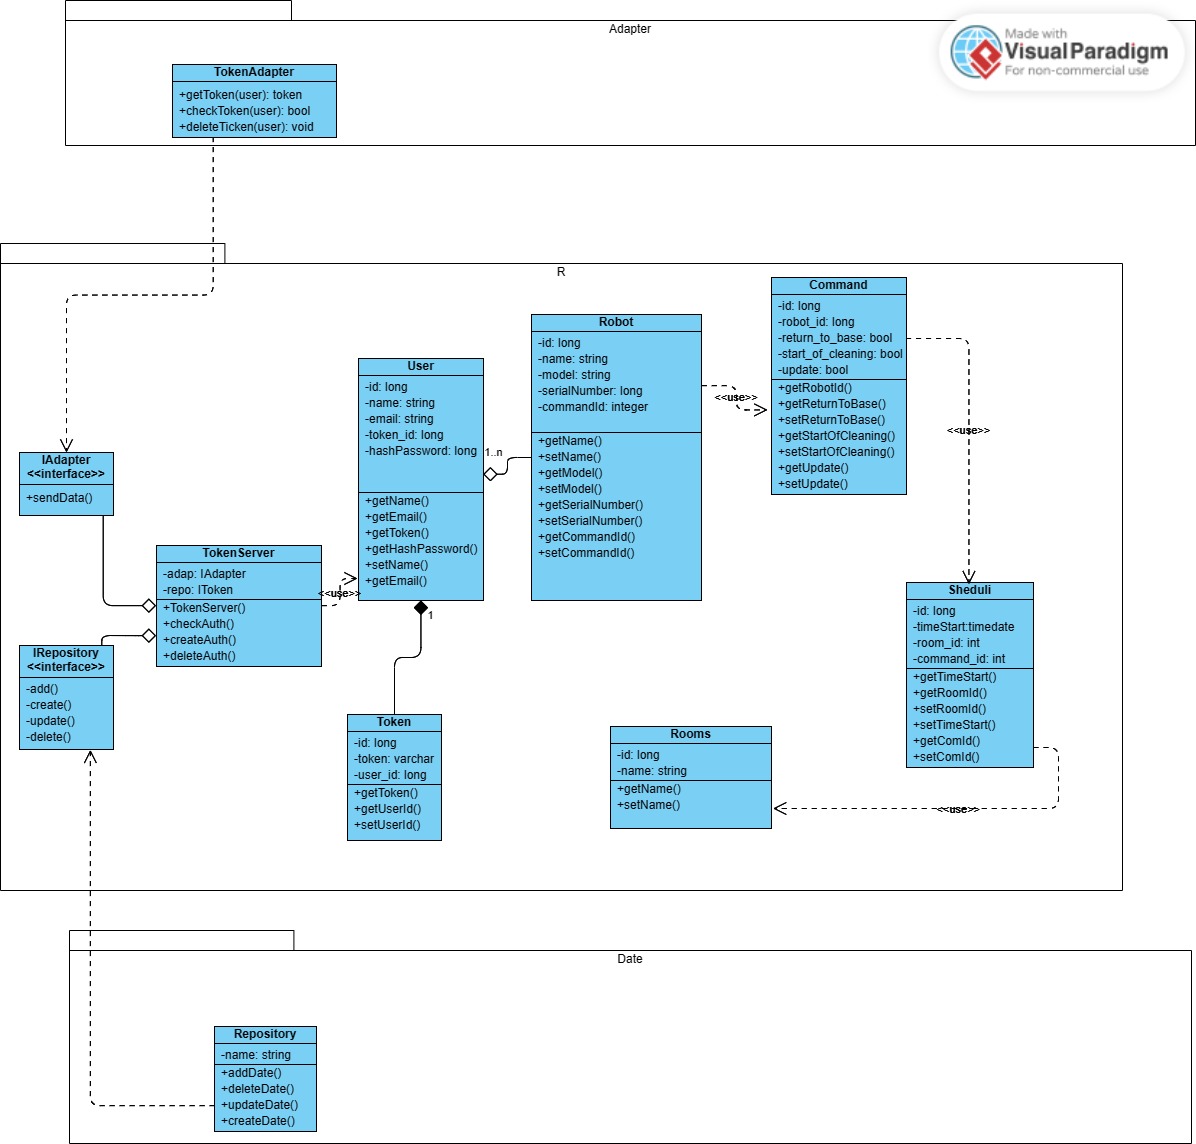 Adapter
Made with
Visual Paradigm
For non-commercial use
TokenAdapter
+getToken(user): token
+checkToken(user): bool
+deleteTicken(user): void
R
Command
-id: long
-robot_id: long
-return_to_base: bool
-start_of_cleaning: bool
-update: bool
+getRobotId()
+getReturnToBase()
+setReturnToBase()
+getStartOfCleaning()
+setStartOfCleaning()
+getUpdate()
+setUpdate()
Robot
-id: long
-name: string
-model: string
-serialNumber: long
-commandId: integer
+getName()
+setName()
+getModel()
+setModel()
+getSerialNumber()
+setSerialNumber()
+getCommandId()
+setCommandId()
<<use>>
<<use>>
User
-id: long
-name: string
-email: string
-token_id: long
-hashPassword: long
+getName()
+getEmail()
+getToken()
+getHashPassword()
+setName()
+getEmail()
1..n
IAdapter
<<interface>>
+sendData()
TokenServer
-adap: IAdapter
-repo: IToken
+TokenServer()
+checkAuth()
+createAuth()
+deleteAuth()
<<use>>
1
IRepository
<<interface>>
-add()
-create()
-update()
-delete()
Token
-id: long
-token: varchar
-user_id: long
+getToken()
+getUserId()
+setUserId()
Sheduli
-id: long
-timeStart:timedate
-room_id: int
-command_id: int
+getTimeStart()
+getRoomId()
+setRoomId()
+setTimeStart()
+getComId()
+setComId()
Rooms
-id: long
-name: string
+getName()
+setName()
<<use>>
Date
Repository
-name: string
+addDate()
+deleteDate()
+updateDate()
+createDate()